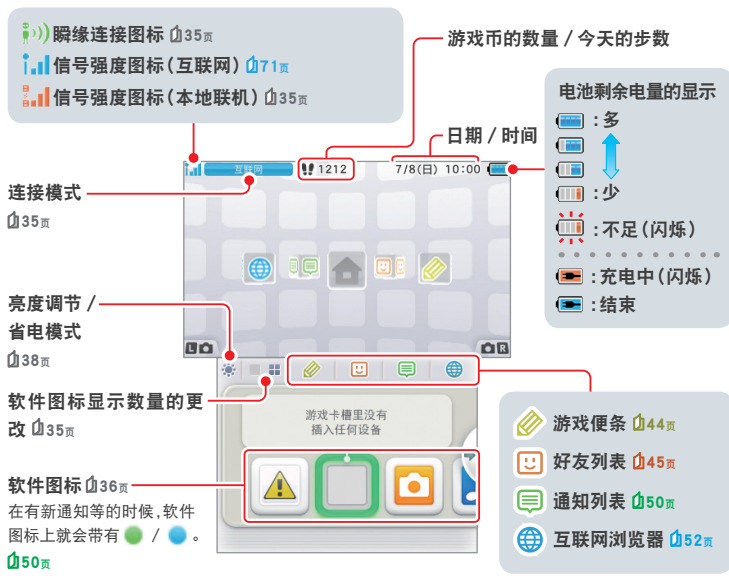 瞬缘连接图标 35页
信号强度图标(互联网) 71页
信号强度图标(本地联机) 35页
游戏币的数量 / 今天的步数
日期 / 时间
电池剩余电量的显示
:多
:少
:不足(闪烁)
:充电中(闪烁)
:结束
互联网
1212
7/8(日) 10:00
连接模式
35页
亮度调节 /
省电模式
38页
L
R
软件图标显示数量的更
改 35页
游戏卡槽里没有
插入任何设备
软件图标 36页
在有新通知等的时候,软件
图标上就会带有 / 。
50页
游戏便条 44页
好友列表 45页
通知列表 50页
互联网浏览器 52页